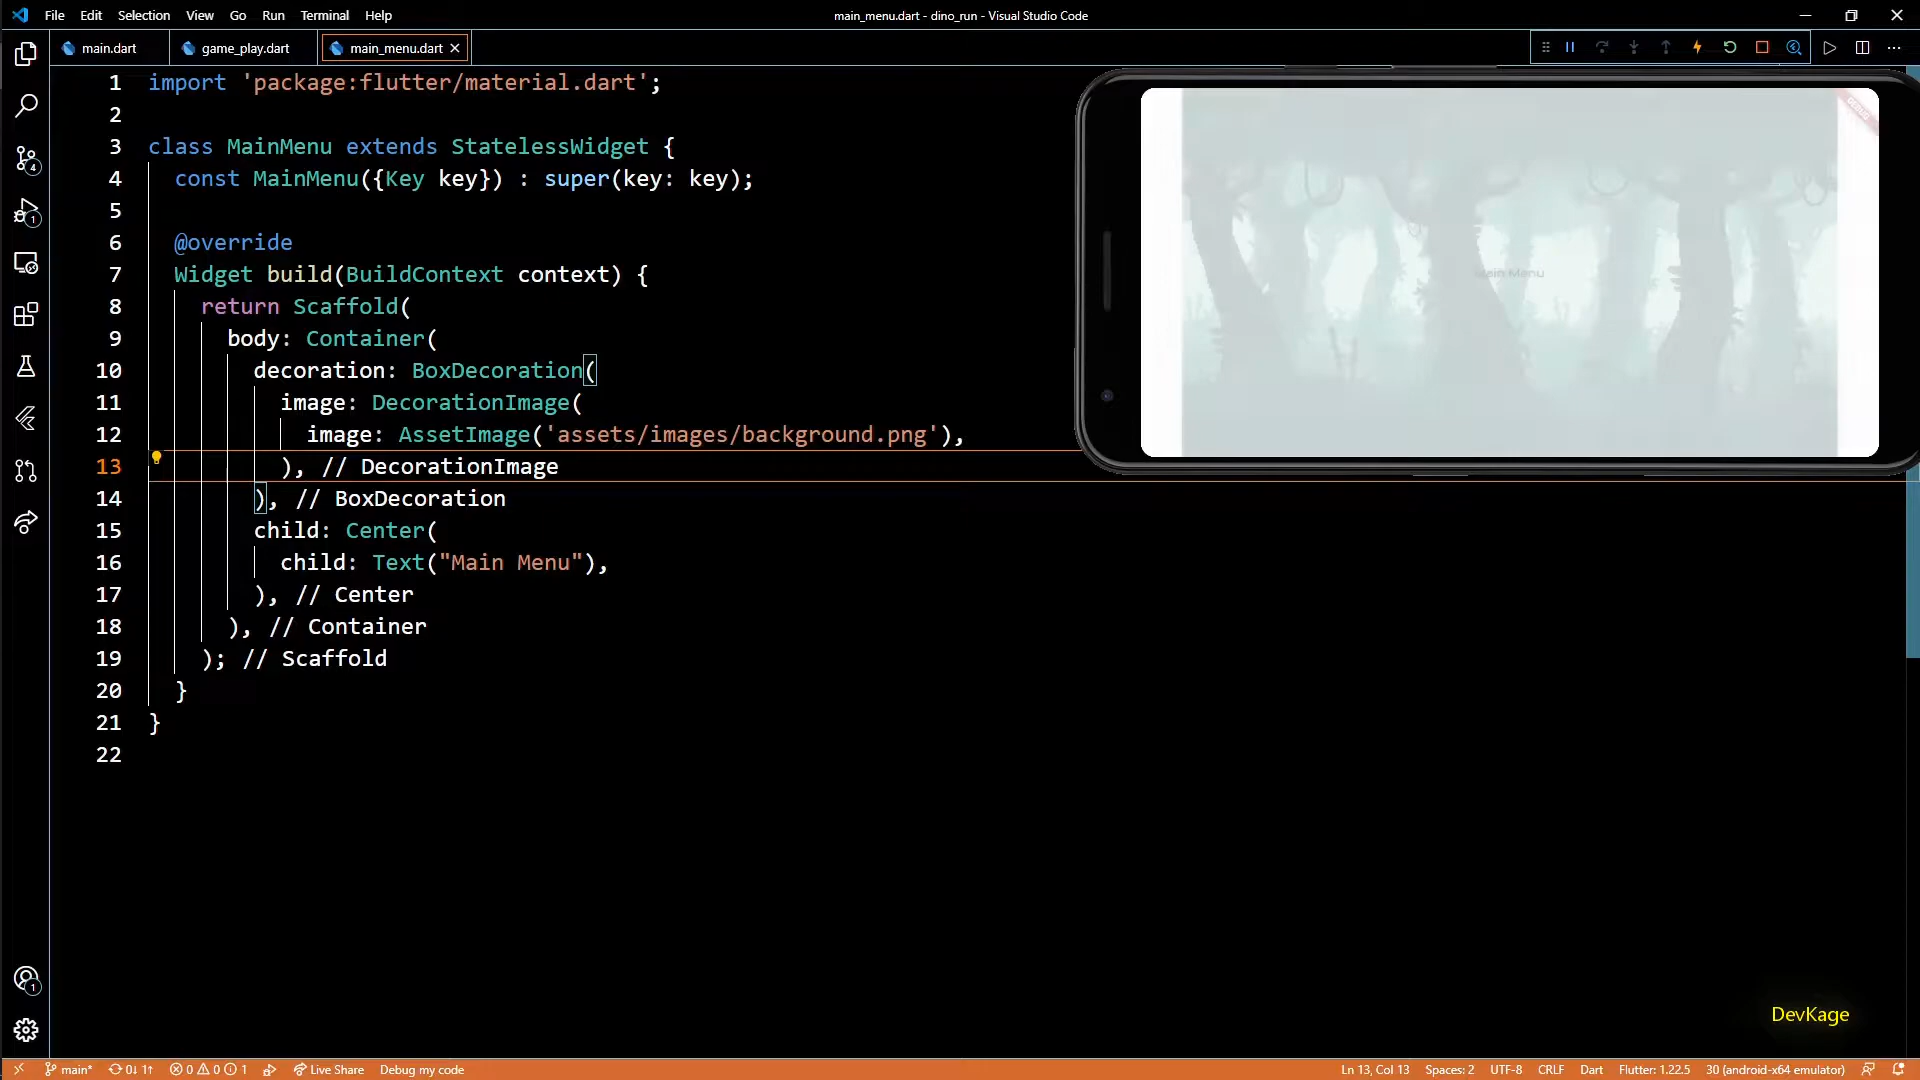 File Edit Selection View Go Run Terminal Help
main_menu.dart - dino_run - Visual Studio Code
main.dart
game_play.dart
main_menu.dart
1 import 'package:flutter/material.dart';
2
3 class MainMenu extends StatelessWidget {
4 const MainMenu({Key key}) : super(key: key);
5
6 @override
7 Widget build(BuildContext context) {
8 return Scaffold(
9 body: Container(
10 decoration: BoxDecoration(
11 image: DecorationImage(
12 image: AssetImage('assets/images/background.png'),
13 ), // DecorationImage
14 ), // BoxDecoration
15 child: Center(
16 child: Text("Main Menu"),
17 ), // Center
18 ), // Container
19 ); // Scaffold
20 }
21 }
22
DEBUG
Main Menu
4
1
1
DevKage
main* 0↓ 1↑ 0 0 1 Live Share Debug my code
Ln 13, Col 13 Spaces: 2 UTF-8 CRLF Dart Flutter: 1.22.5 30 (android-x64 emulator)